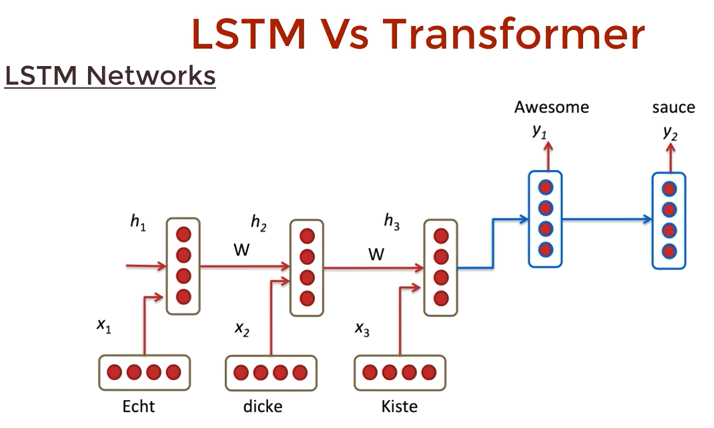 LSTM Vs Transformer
LSTM Networks
Awesome sauce
y1 y2
h1 h2 h3
W W
x1 x2 x3
Echt dicke Kiste